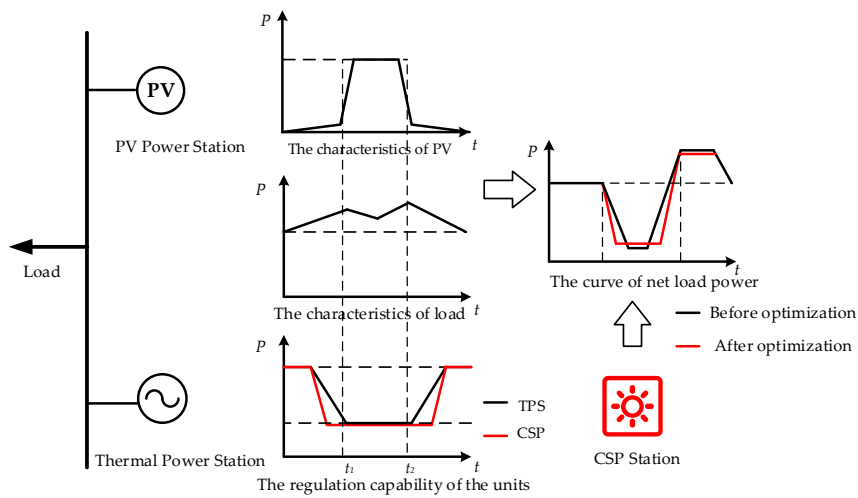 P
PV
PV Power Station
t
The characteristics of PV
P
P
Load
t
The characteristics of load
t
The curve of net load power
Before optimization
After optimization
P
TPS
CSP
t
t1
t2
Thermal Power Station
The regulation capability of the units
CSP Station